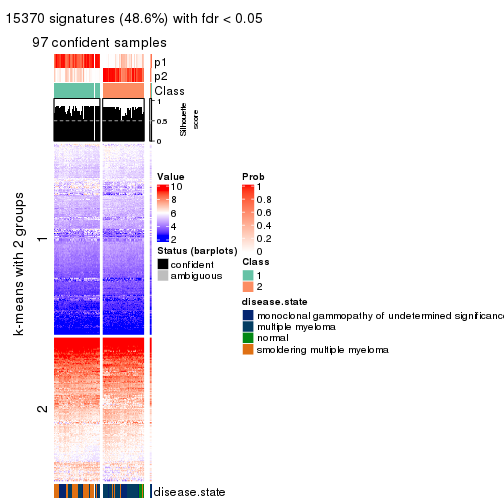 15370 signatures (48.6%) with fdr < 0.05
97 confident samples
p1
p2
Class
1
0.5
0
Silhouette
score
k-means with 2 groups
1
2
disease.state
Value
10
8
6
4
2
Status (barplots)
confident
ambiguous
Prob
1
0.8
0.6
0.4
0.2
0
Class
1
2
disease.state
monoclonal gammopathy of undetermined significance
multiple myeloma
normal
smoldering multiple myeloma